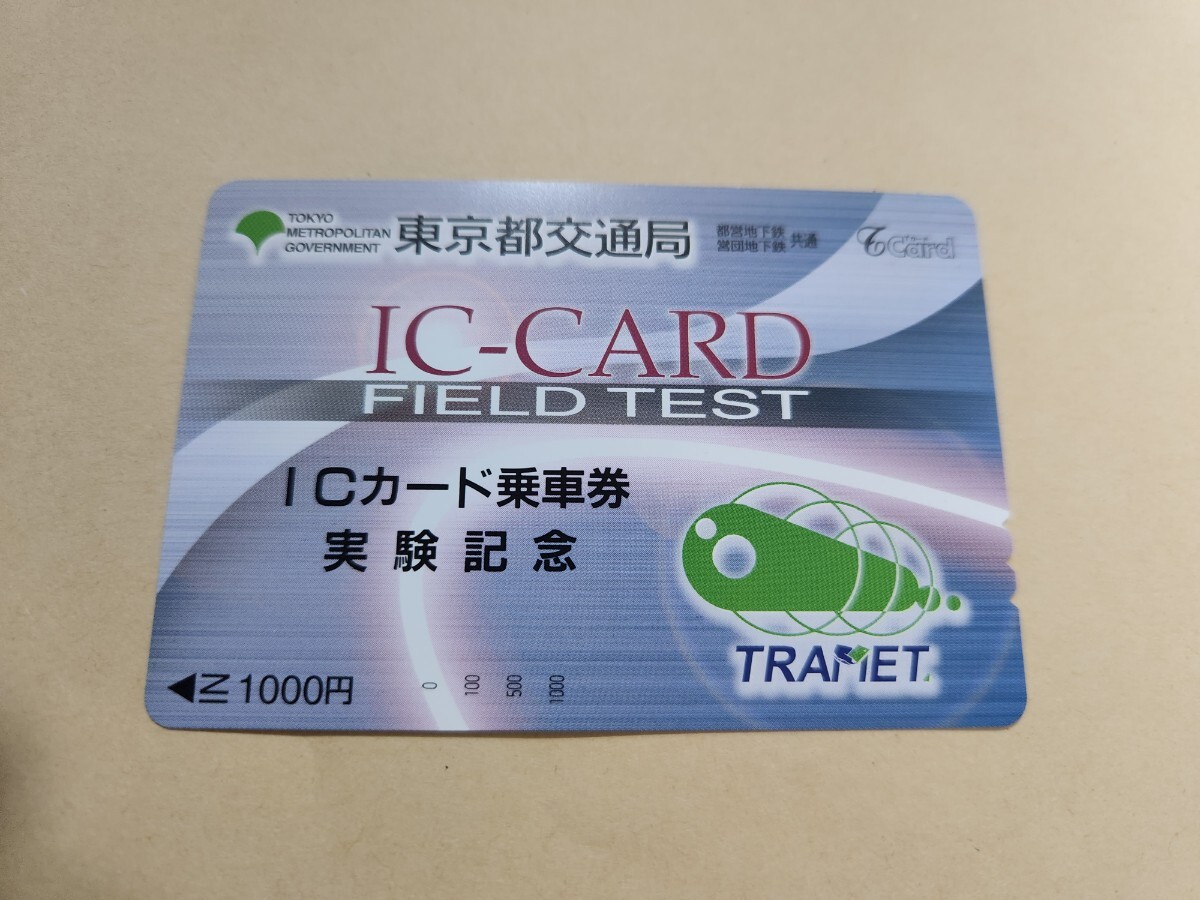 TOKYO
METROPOLITAN
GOVERNMENT
東京都交通局
都営地下鉄
営団地下鉄 共通
Card
IC-CARD
FIELD TEST
ICカード乗車券
実験記念
TRAMET
IN 1000円
0 100 500 1000